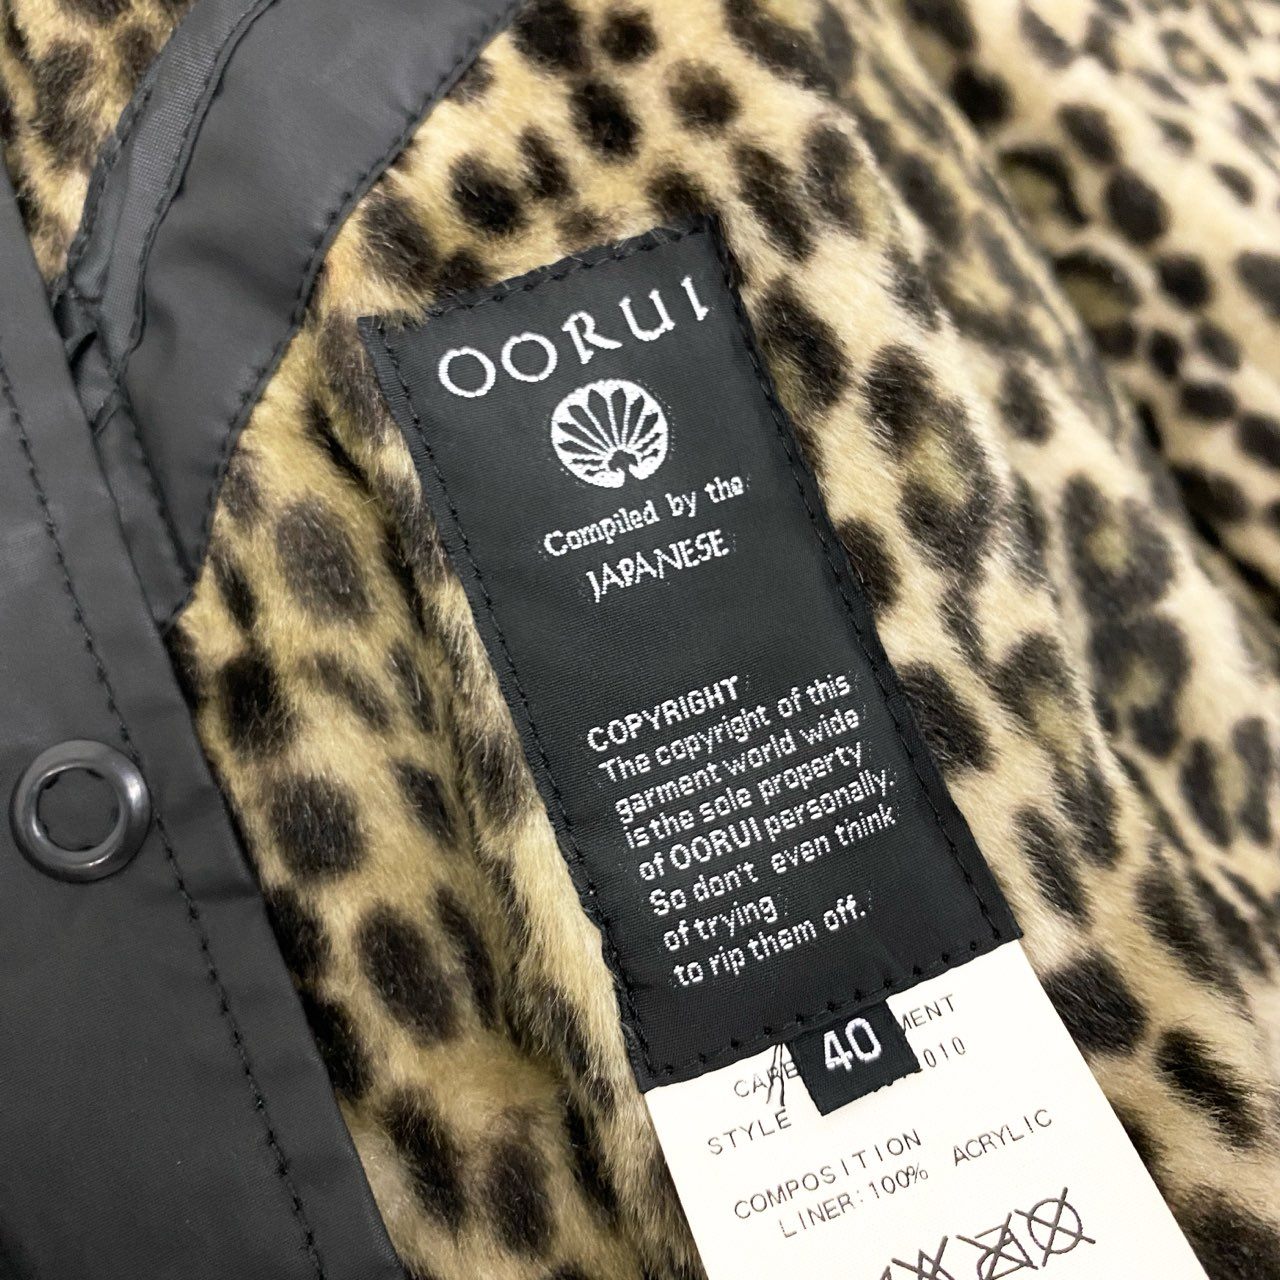 OORUI
Compiled by the
JAPANESE
COPYRIGHT
The copyright of this
garment world wide
is the sole property
of OORUI personally.
So don't even think
of trying
to rip them off.
40
STYLE
COMPOSITION
LINER:100% ACRYLIC